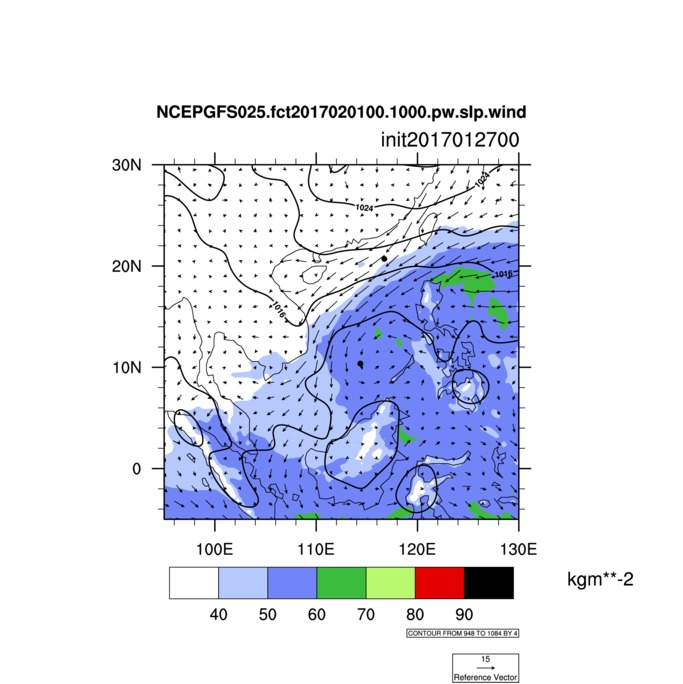 NCEPGFS025.fct2017020100.1000.pw.slp.wind
init2017012700
30N
1024
1024
20N
1016
1016
10N
0
100E 110E 120E 130E
kgm**-2
40 50 60 70 80 90
CONTOUR FROM 948 TO 1084 BY 4
15
Reference Vector